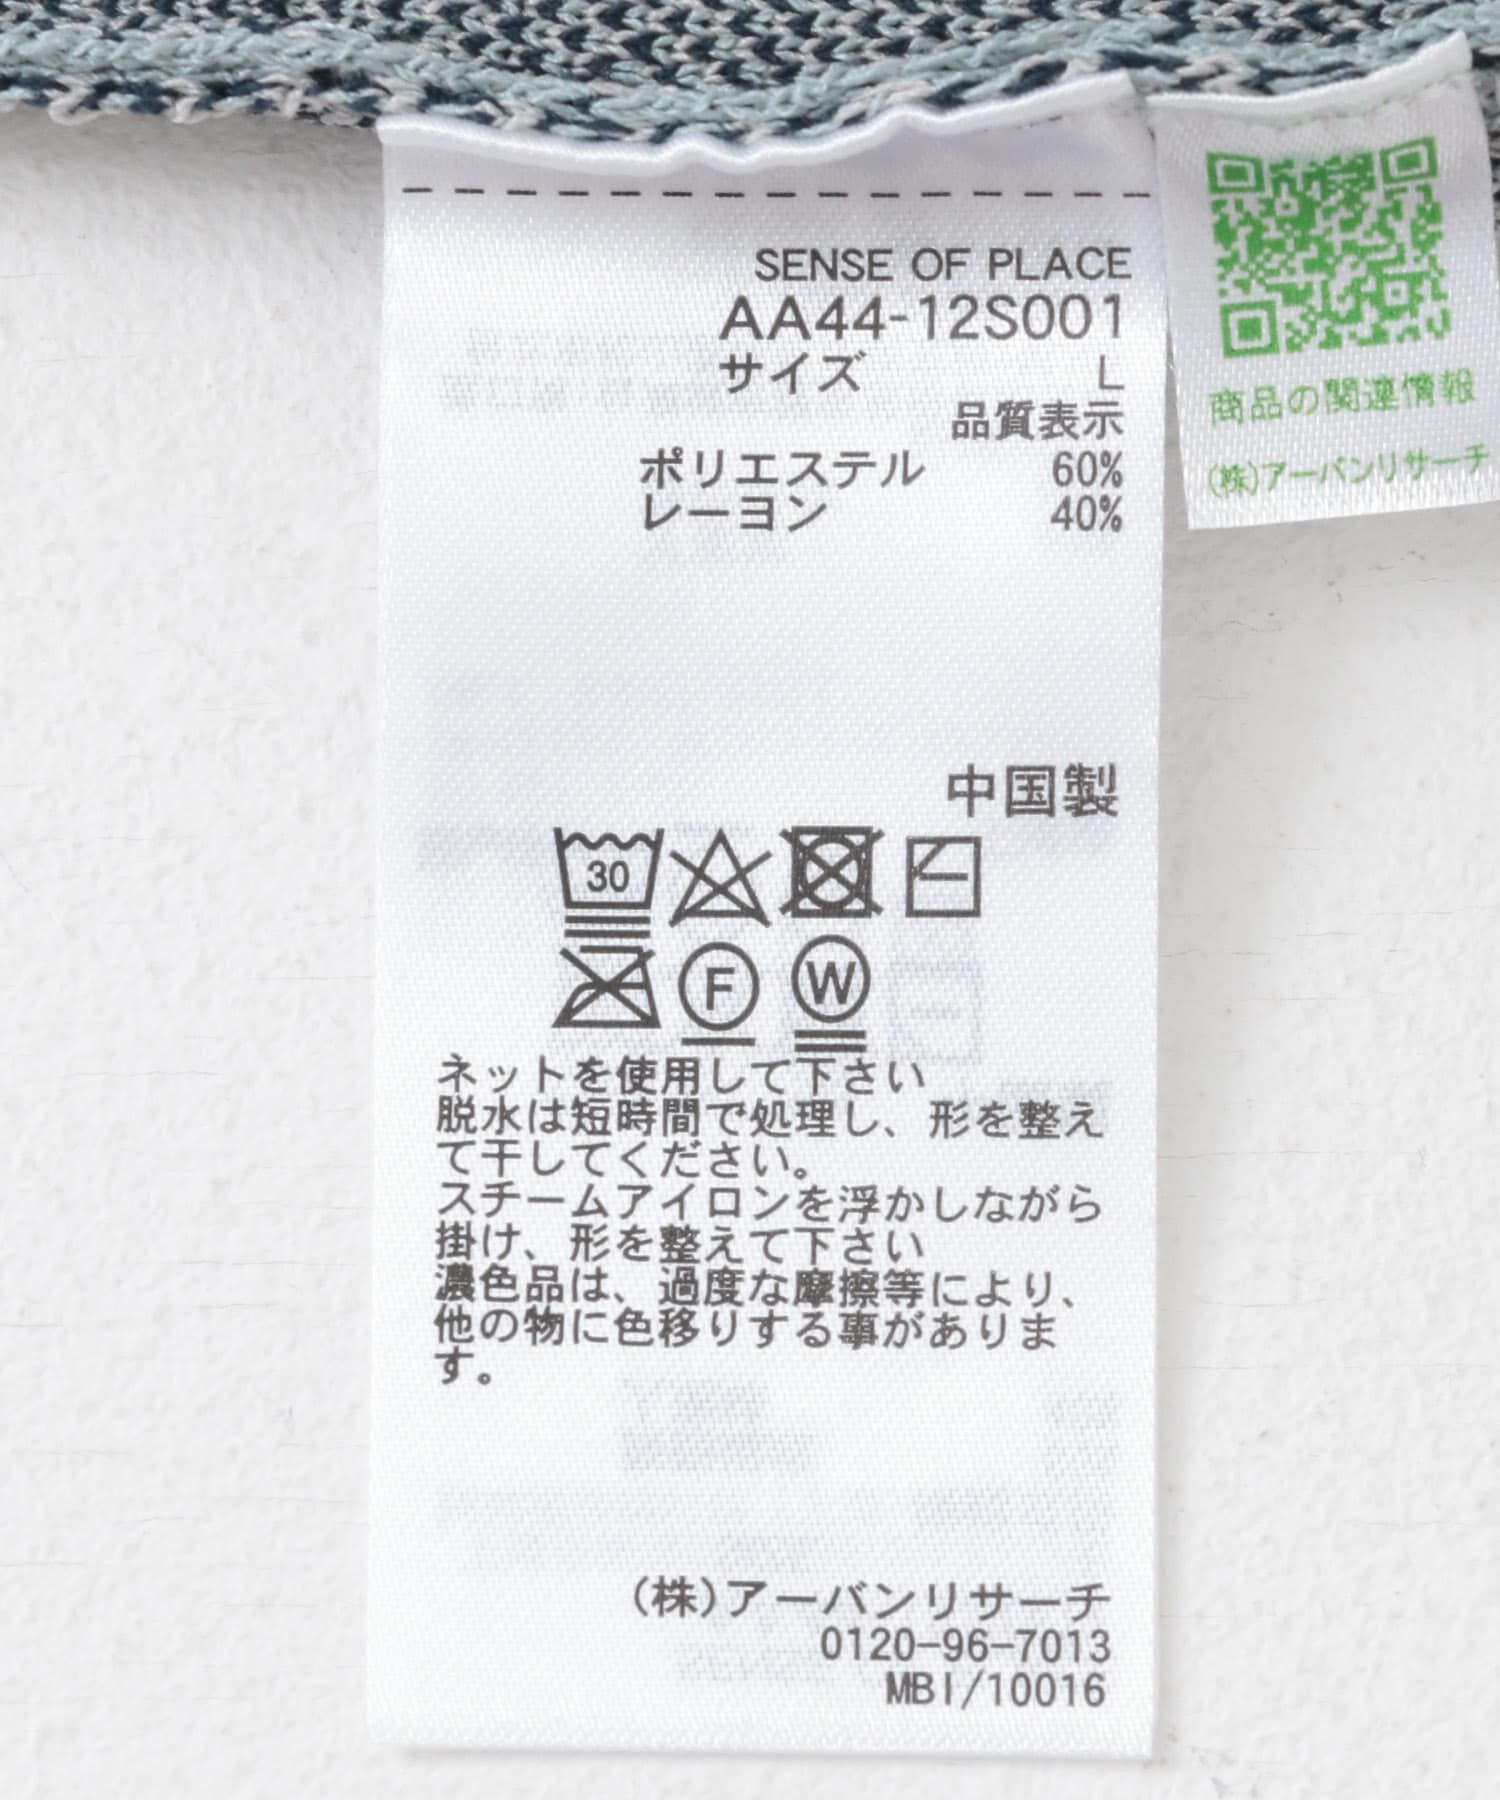 SENSE OF PLACE
AA44-12S001
サイズ L
品質表示
ポリエステル 60%
レーヨン 40%
中国製
30
F
W
ネットを使用して下さい
脱水は短時間で処理し、形を整え
て干してください。
スチームアイロンを浮かしながら
掛け、形を整えて下さい
濃色品は、過度な摩擦等により、
他の物に色移りする事がありま
す。
(株)アーバンリサーチ
0120-96-7013
MBI/10016
商品の関連情報
(株)アーバンリサーチ